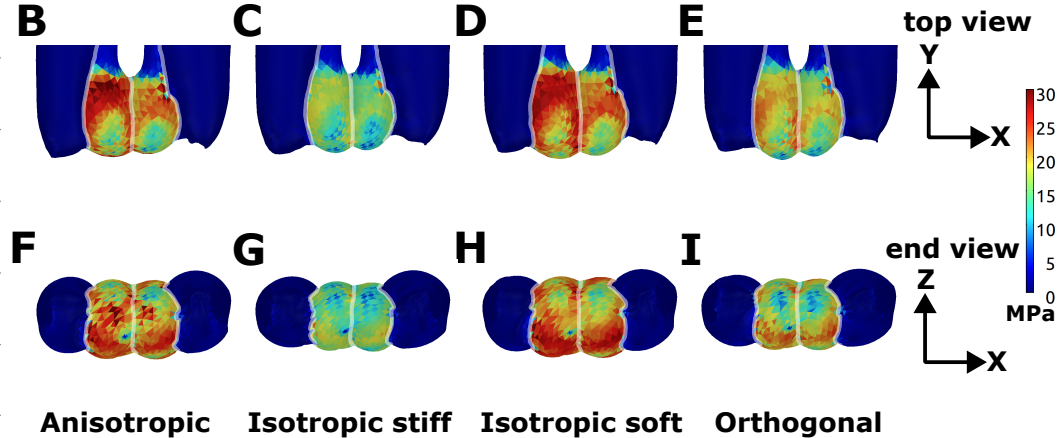 B C D E top view
Y
X
30
25
20
15
10
5
0
MPa
F G H I end view
Z
X
Anisotropic Isotropic stiff Isotropic soft Orthogonal